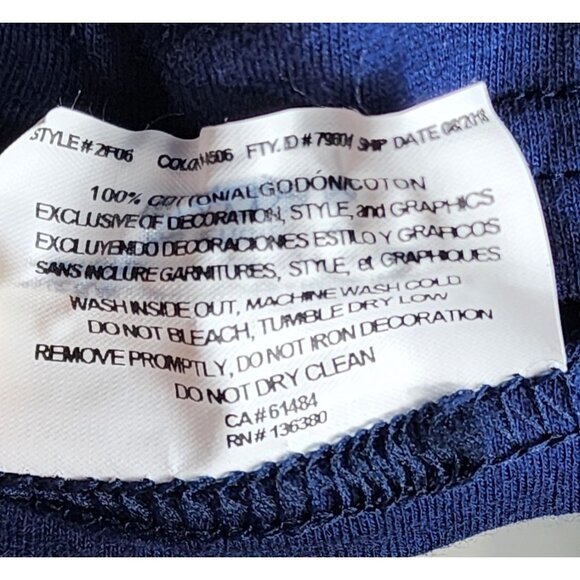 STYLE# 2IF06 COLOR# 4506 FTY. ID # 79604 SHIP DATE 08/2018
100% COTTON/ALGODÓN/COTON
EXCLUSIVE OF DECORATION, STYLE, and GRAPHICS
EXCLUYENDO DECORACIONES ESTILO Y GRAFICOS
SANS INCLURE GARNITURES, STYLE, et GRAPHIQUES
WASH INSIDE OUT, MACHINE WASH COLD
DO NOT BLEACH, TUMBLE DRY LOW
REMOVE PROMPTLY, DO NOT IRON DECORATION
DO NOT DRY CLEAN
CA # 61484
RN # 136380